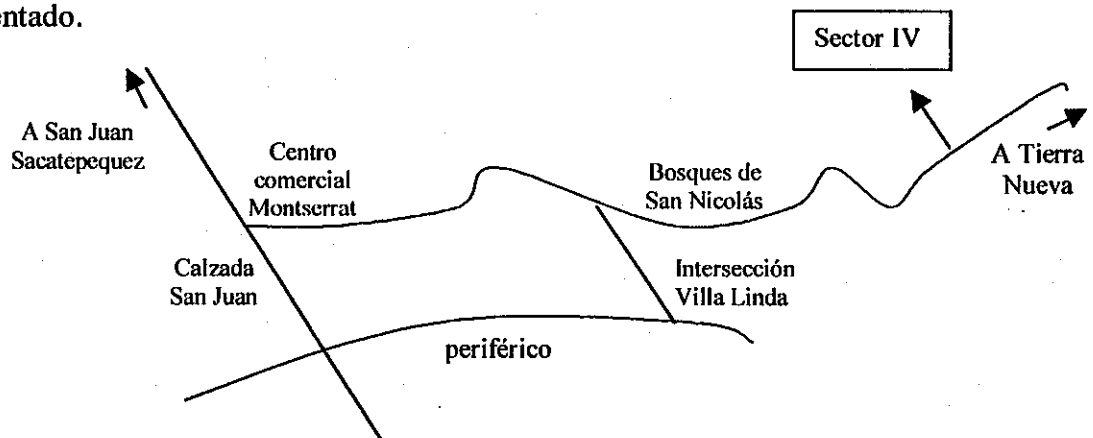 entado.
Sector IV
A San Juan
Sacatepequez
Centro
comercial
Montserrat
Bosques de
San Nicolás
A Tierra
Nueva
Calzada
San Juan
Intersección
Villa Linda
periférico